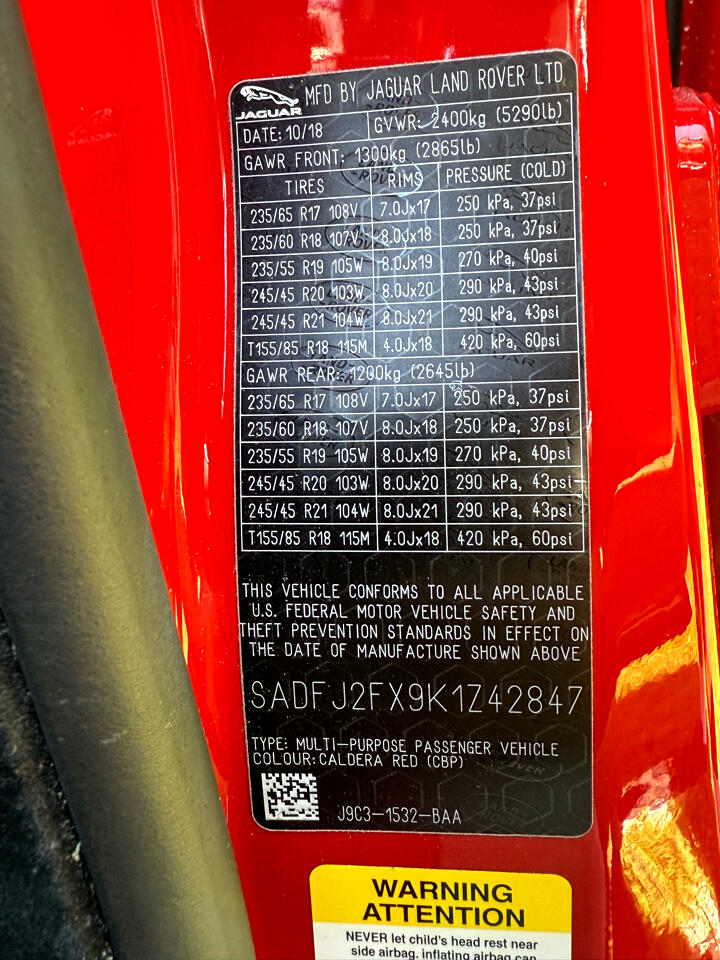 JAGUAR MFD BY JAGUAR LAND ROVER LTD
DATE: 10/18 GVWR: 2400kg (5290lb)
GAWR FRONT: 1300kg (2865lb)
TIRES RIMS PRESSURE (COLD)
235/65 R17 108V 7.0Jx17 250 kPa, 37psi
235/60 R18 107V 8.0Jx18 250 kPa, 37psi
235/55 R19 105W 8.0Jx19 270 kPa, 40psi
245/45 R20 103W 8.0Jx20 290 kPa, 43psi
245/45 R21 104W 8.0Jx21 290 kPa, 43psi
T155/85 R18 115M 4.0Jx18 420 kPa, 60psi
GAWR REAR: 1200kg (2645lb)
235/65 R17 108V 7.0Jx17 250 kPa, 37psi
235/60 R18 107V 8.0Jx18 250 kPa, 37psi
235/55 R19 105W 8.0Jx19 270 kPa, 40psi
245/45 R20 103W 8.0Jx20 290 kPa, 43psi
245/45 R21 104W 8.0Jx21 290 kPa, 43psi
T155/85 R18 115M 4.0Jx18 420 kPa, 60psi
THIS VEHICLE CONFORMS TO ALL APPLICABLE
U.S. FEDERAL MOTOR VEHICLE SAFETY AND
THEFT PREVENTION STANDARDS IN EFFECT ON
THE DATE OF MANUFACTURE SHOWN ABOVE
SADFJ2FX9K1Z42847
TYPE: MULTI-PURPOSE PASSENGER VEHICLE
COLOUR:CALDERA RED (CBP)
J9C3-1532-BAA
WARNING
ATTENTION
NEVER let child's head rest near
side airbag, inflating airbag can